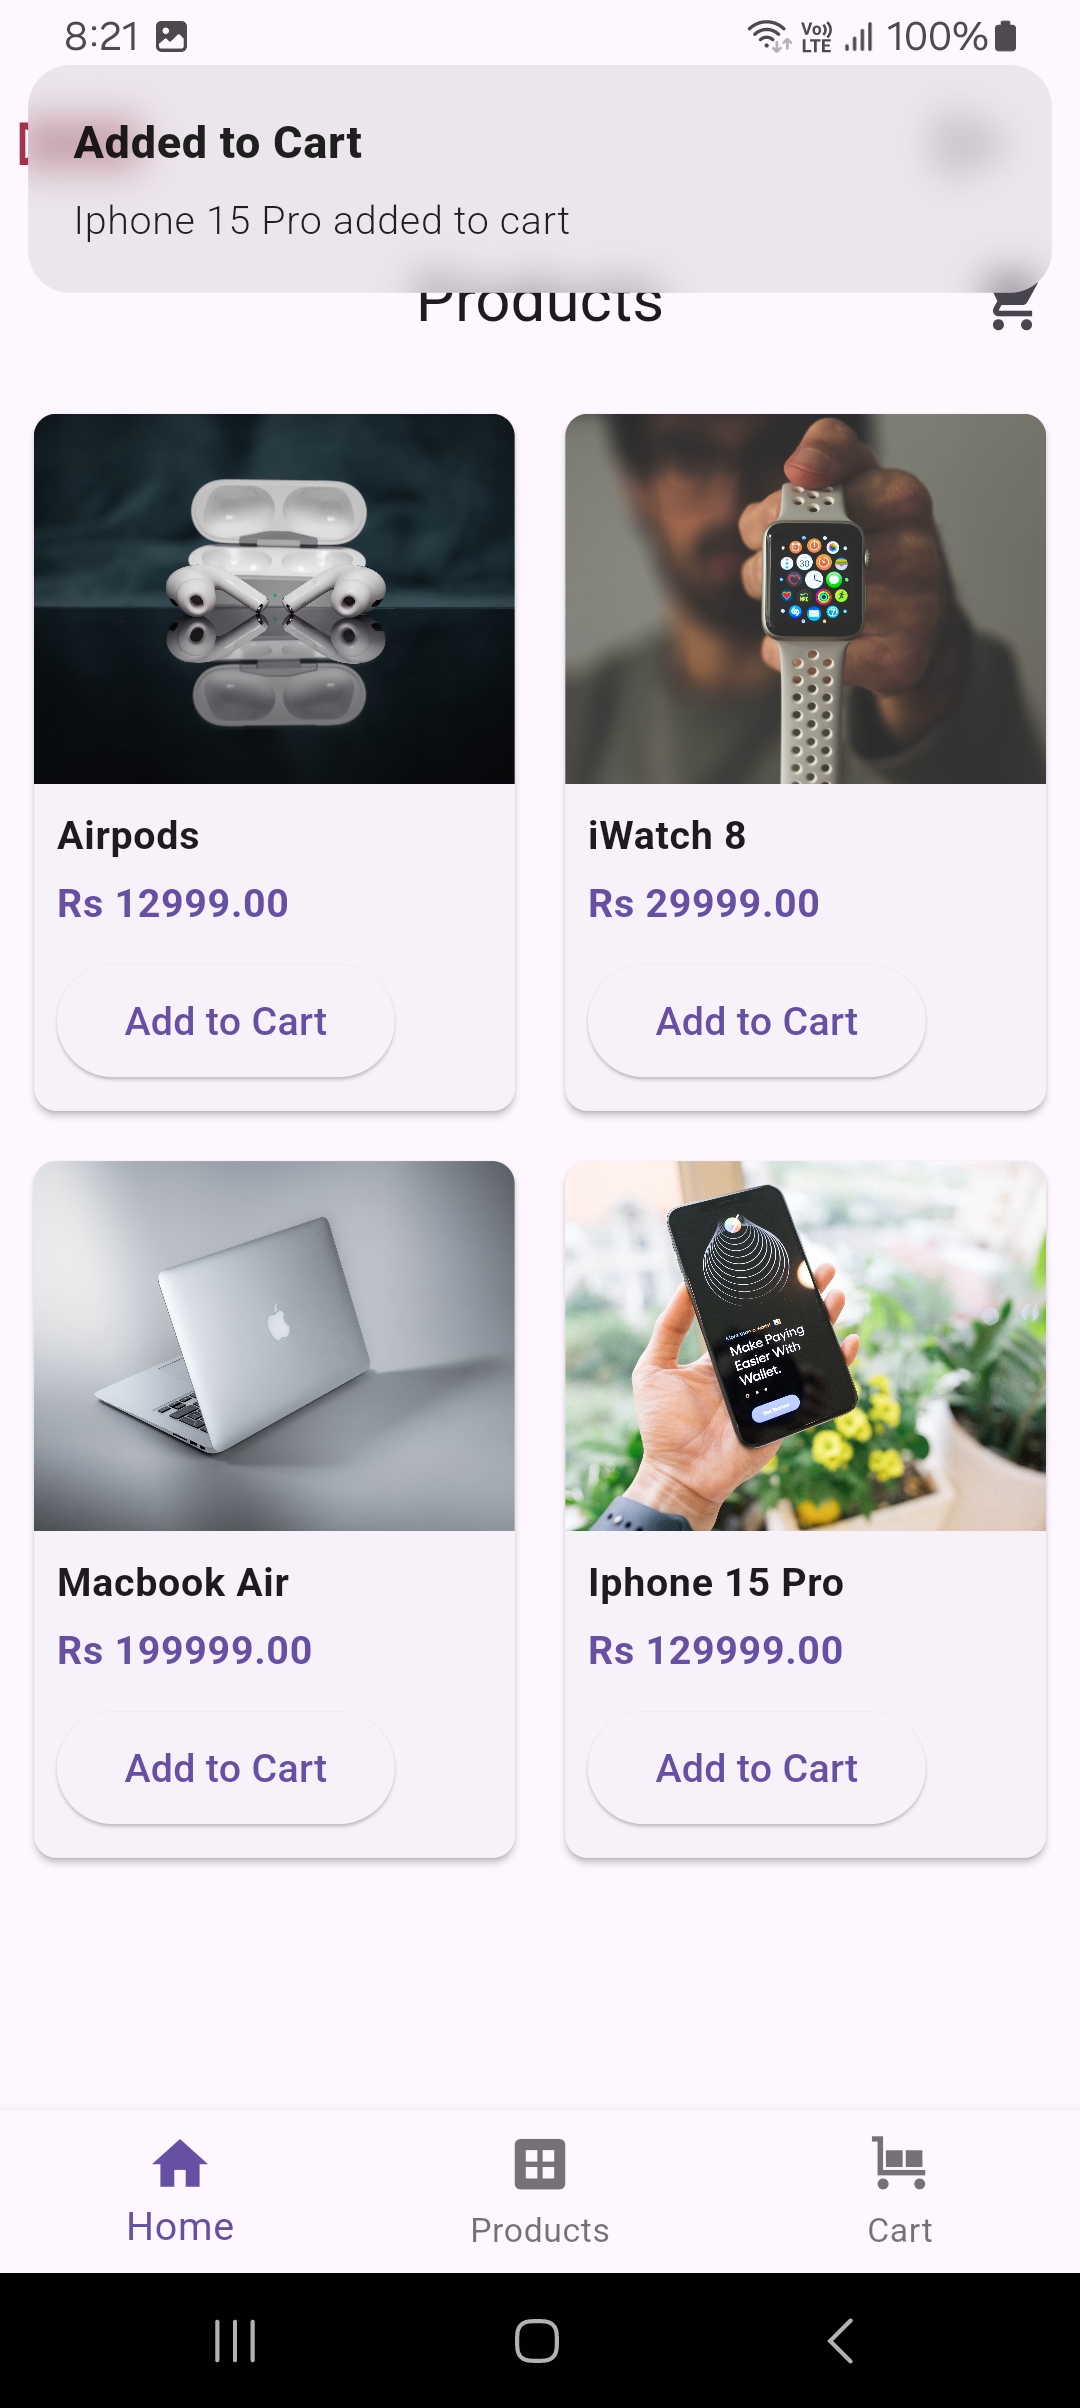 8:21
Vo)) LTE
100%
Added to Cart
Iphone 15 Pro added to cart
Products
Airpods
Rs 12999.00
Add to Cart
iWatch 8
Rs 29999.00
Add to Cart
Make Paying
Easier With
Wallet.
Macbook Air
Rs 199999.00
Add to Cart
Iphone 15 Pro
Rs 129999.00
Add to Cart
Home
Products
Cart